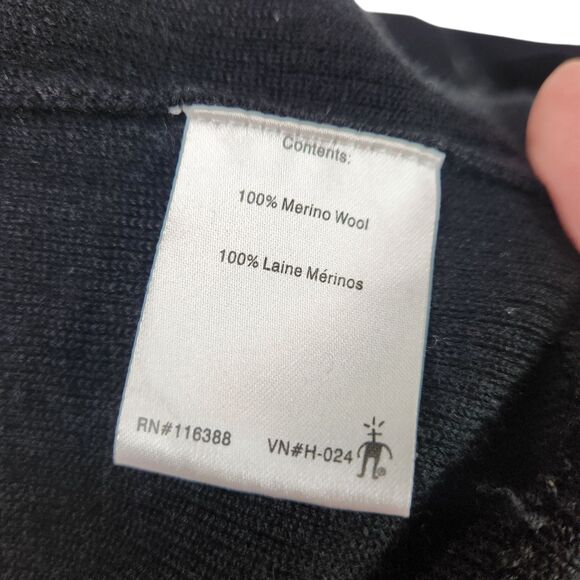 Contents:
100% Merino Wool
100% Laine Mérinos
RN#116388
VN#H-024
®